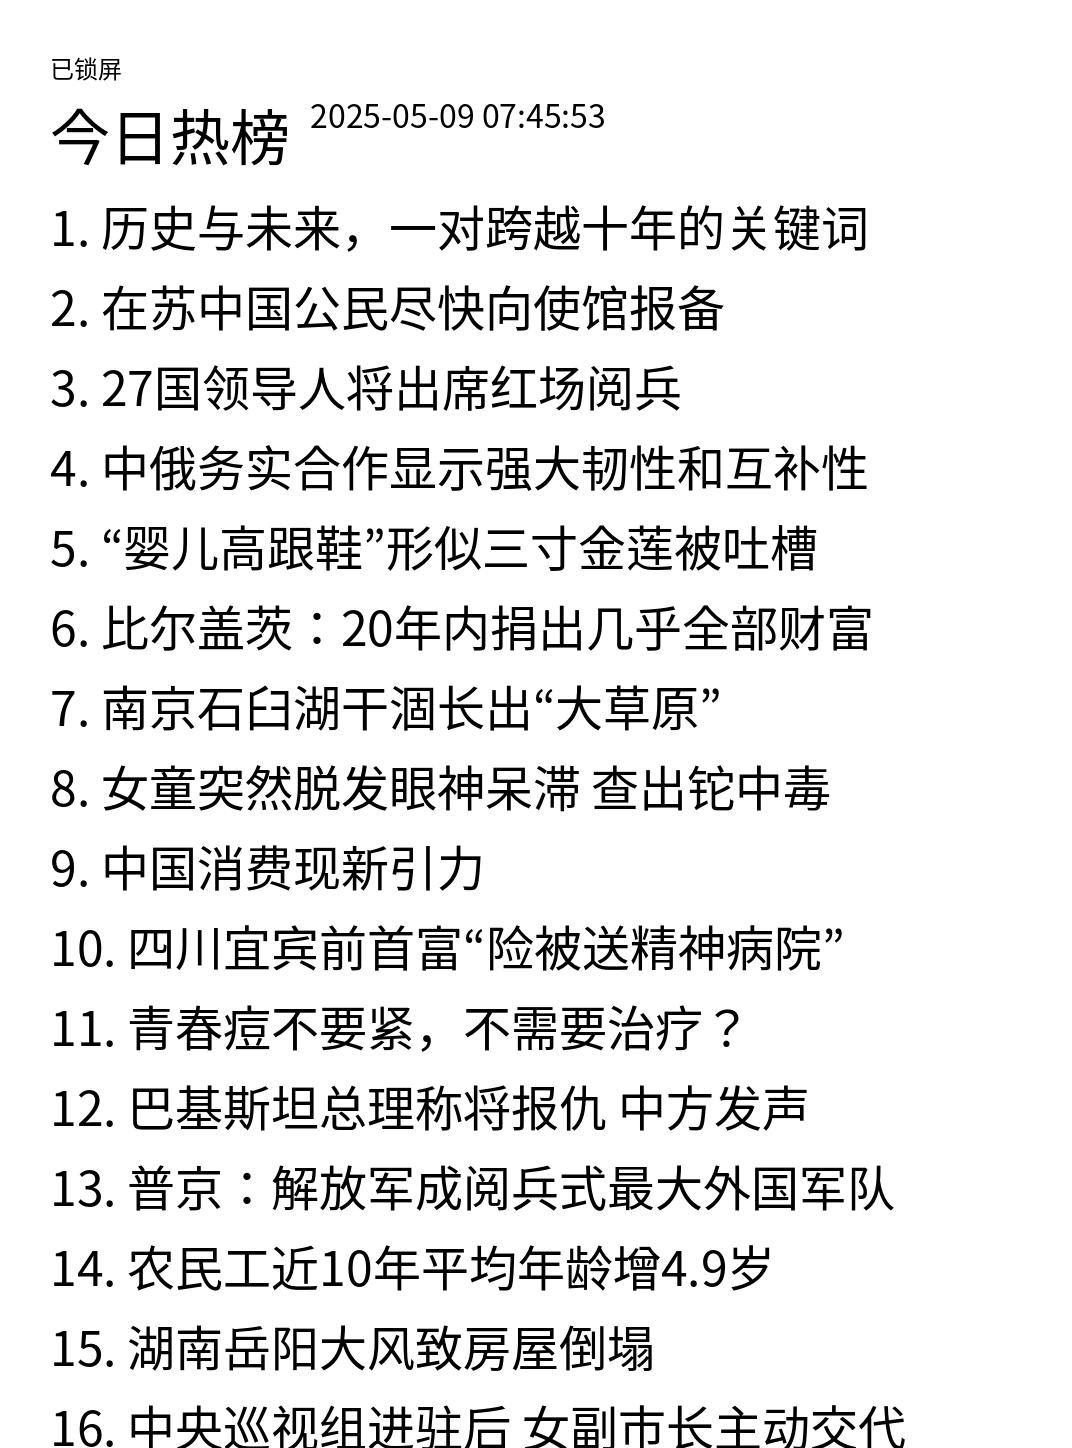 已锁屏
今日热榜 2025-05-09 07:45:53
1. 历史与未来，一对跨越十年的关键词
2. 在苏中国公民尽快向使馆报备
3. 27国领导人将出席红场阅兵
4. 中俄务实合作显示强大韧性和互补性
5. “婴儿高跟鞋”形似三寸金莲被吐槽
6. 比尔盖茨：20年内捐出几乎全部财富
7. 南京石臼湖干涸长出“大草原”
8. 女童突然脱发眼神呆滞 查出铊中毒
9. 中国消费现新引力
10. 四川宜宾前首富“险被送精神病院”
11. 青春痘不要紧，不需要治疗？
12. 巴基斯坦总理称将报仇 中方发声
13. 普京：解放军成阅兵式最大外国军队
14. 农民工近10年平均年龄增4.9岁
15. 湖南岳阳大风致房屋倒塌
16. 中央巡视组进驻后 女副市长主动交代